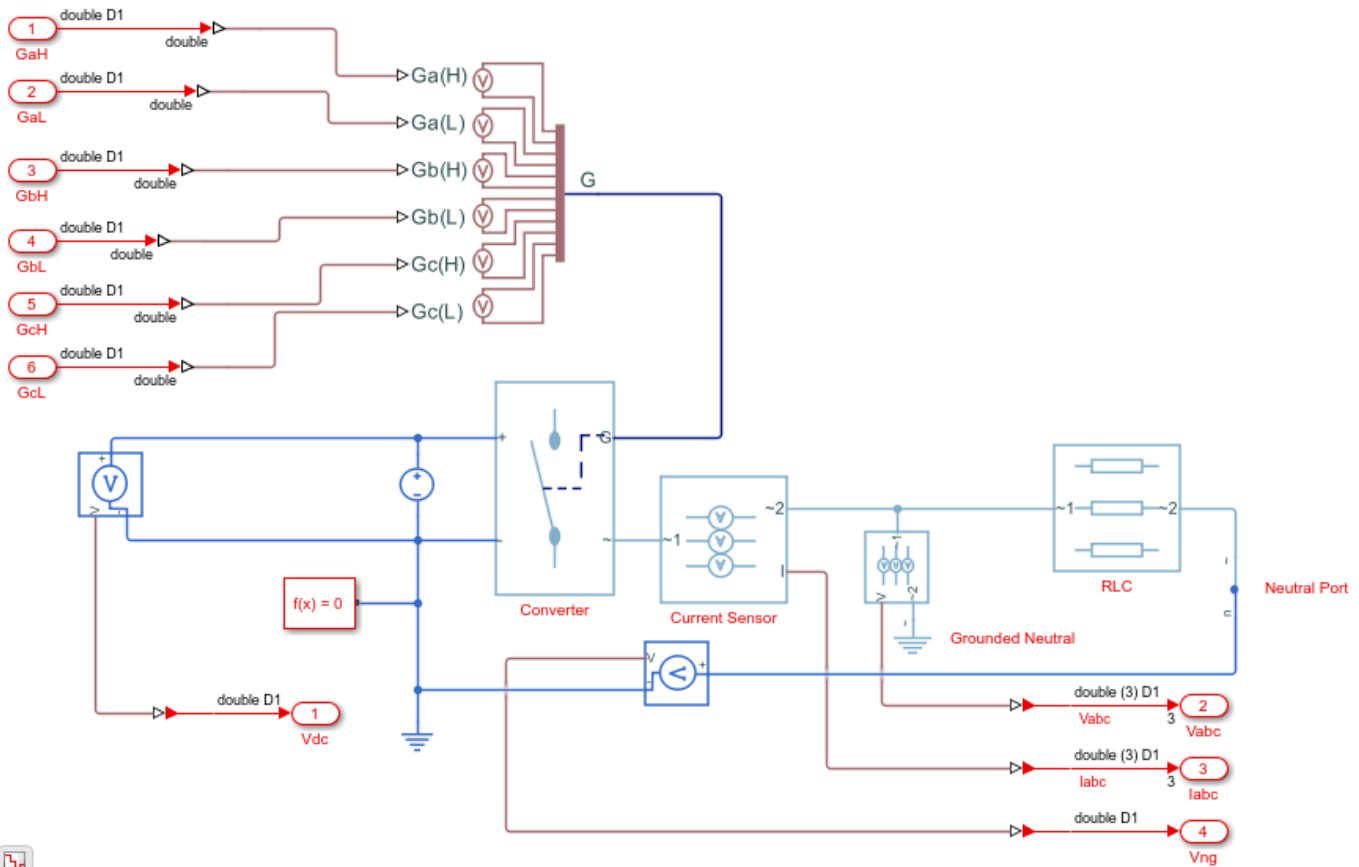 double D1
1
double
GaH
double D1
2
double
GaL
double D1
3
double
GbH
double D1
4
double
GbL
double D1
5
double
GcH
double D1
6
double
GcL
Ga(H)
Ga(L)
Gb(H)
Gb(L)
Gc(H)
Gc(L)
V
V
V
V
V
V
G
+
G
-
~
Converter
+
V
V
-
+
-
f(x) = 0
~1
~2
V
V
V
I
Current Sensor
~1
V
~2
~
Grounded Neutral
~1
~2
RLC
~
n
Neutral Port
V
+
-
V
double D1
1
Vdc
double (3) D1
Vabc
3
2
Vabc
double (3) D1
Iabc
3
3
Iabc
double D1
4
Vng